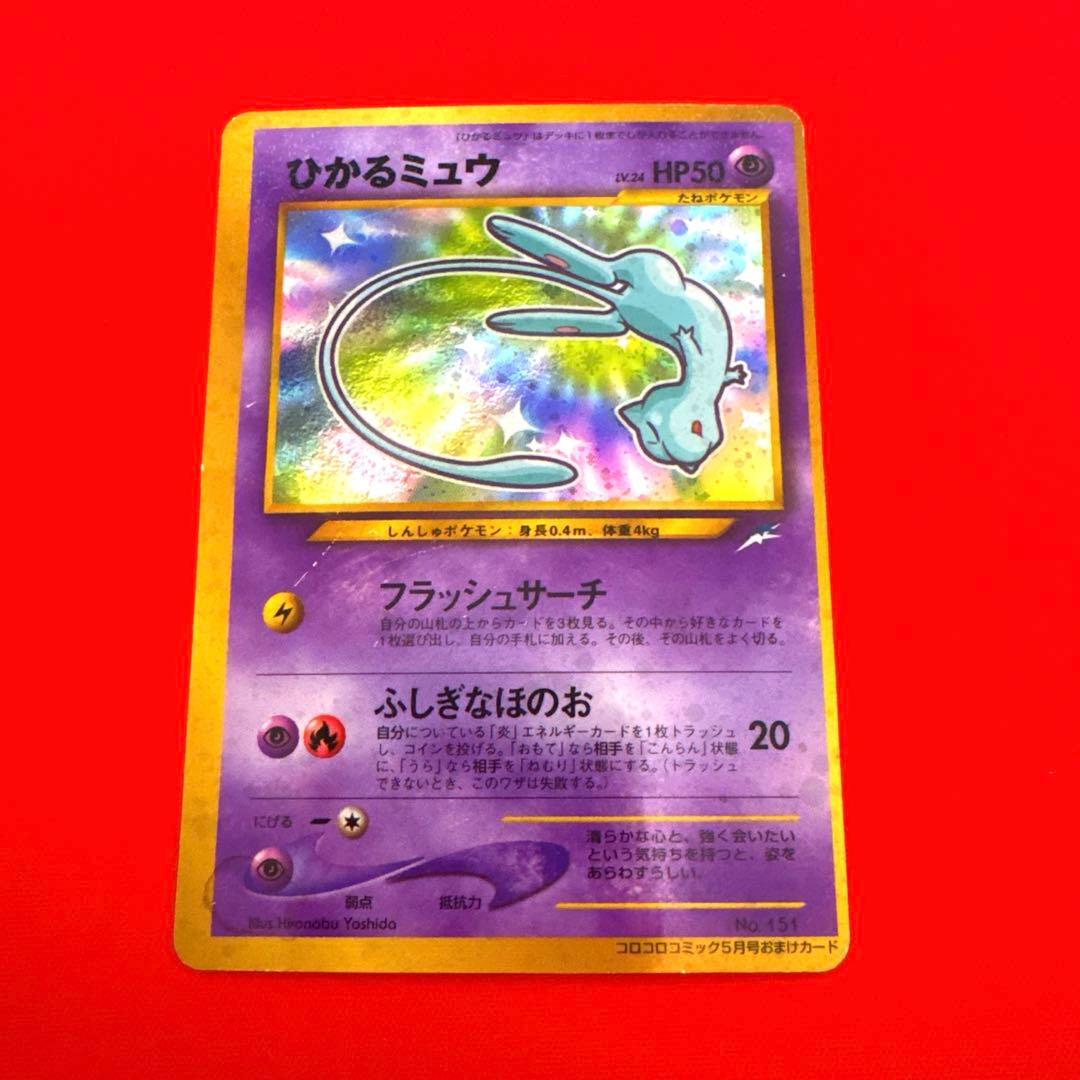 「ひかるミュウ」はデッキに1枚までしか入れることができません。
ひかるミュウ LV.24 HP50
たねポケモン
しんしゅポケモン：身長0.4m、体重4kg
フラッシュサーチ
自分の山札の上からカードを3枚見る。その中から好きなカードを
1枚選び出し、自分の手札に加える。その後、その山札をよく切る。
ふしぎなほのお
自分についている「炎」エネルギーカードを1枚トラッシュ
し、コインを投げる。「おもて」なら相手を「こんらん」状態
に、「うら」なら相手を「ねむり」状態にする。（トラッシュ
できないとき、このワザは失敗する。）
20
にげる
清らかな心と、強く会いたい
という気持ちを持つと、姿を
あらわすらしい。
弱点 抵抗力
Illus. Hironobu Yoshida
No. 151
コロコロコミック5月号おまけカード